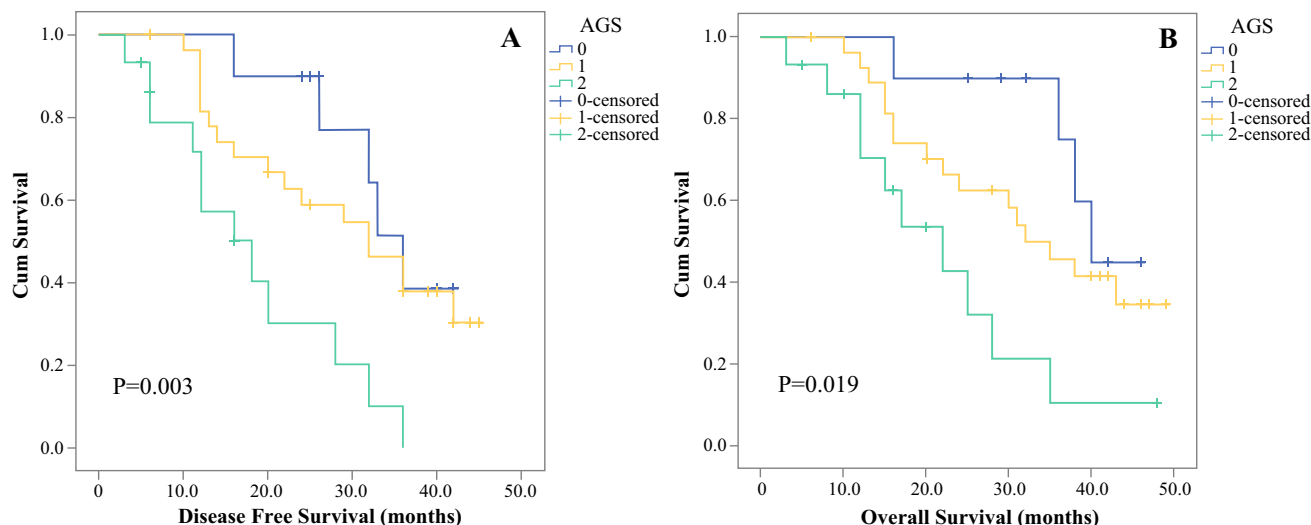 A
AGS
0
1
2
0-censored
1-censored
2-censored
Cum Survival
1.0
0.8
0.6
0.4
0.2
0.0
P=0.003
0 10.0 20.0 30.0 40.0 50.0
Disease Free Survival (months)
B
AGS
0
1
2
0-censored
1-censored
2-censored
Cum Survival
1.0
0.8
0.6
0.4
0.2
0.0
P=0.019
0 10.0 20.0 30.0 40.0 50.0
Overall Survival (months)